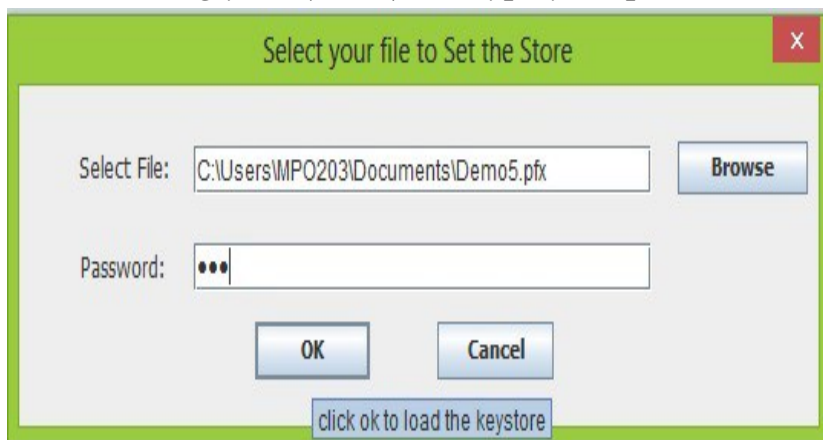 Select your file to Set the Store
X
Select File: C:\Users\MPO203\Documents\Demo5.pfx Browse
Password: •••
OK Cancel
click ok to load the keystore